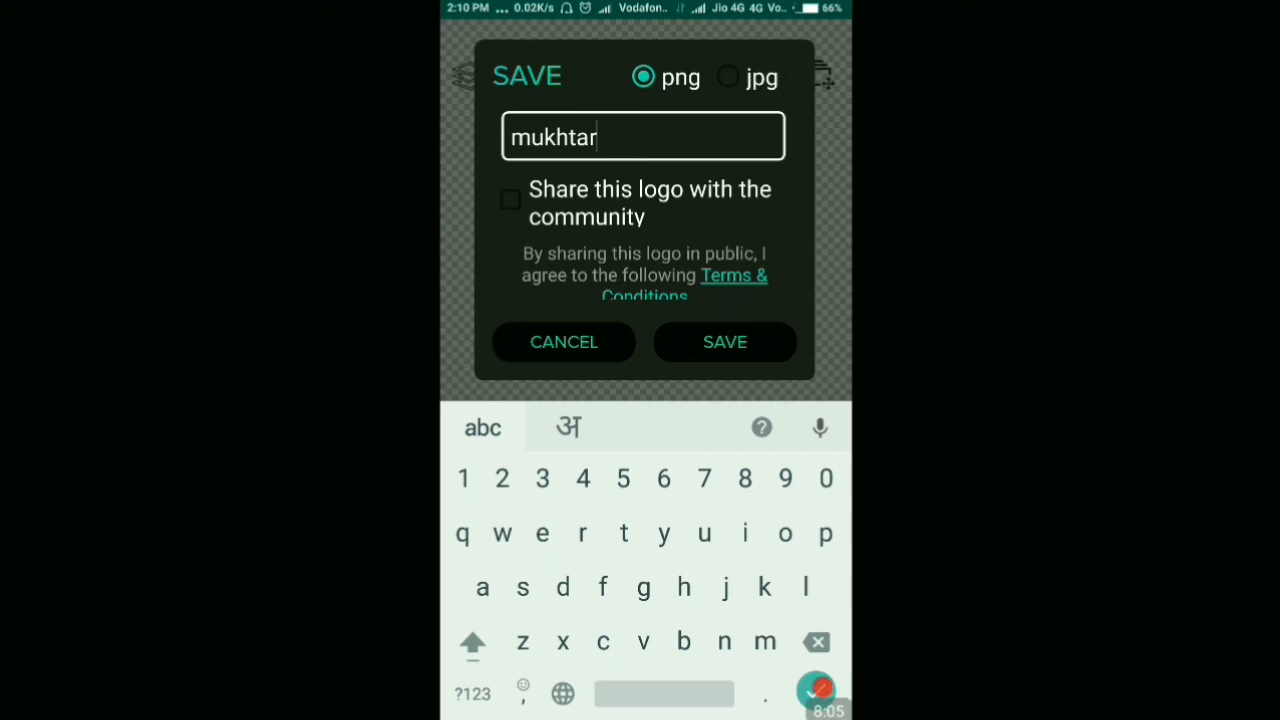 2:10 PM ... 0.02K/s Vodafon.. Jio 4G 4G Vo.. 66%
SAVE png jpg
mukhtar
Share this logo with the
community
By sharing this logo in public, I
agree to the following Terms &
Conditions
CANCEL SAVE
abc अ ?
1 2 3 4 5 6 7 8 9 0
q w e r t y u i o p
a s d f g h j k l
z x c v b n m
?123 , .
8:05